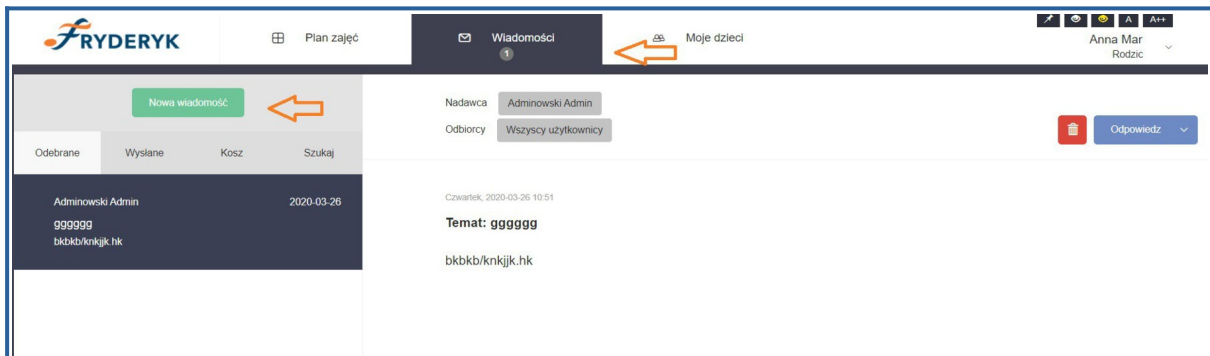 FRYDERYK
Plan zajęć
Wiadomości
1
Moje dzieci
A A++
Anna Mar
Rodzic
Nowa wiadomość
Odebrane Wysłane Kosz Szukaj
Adminowski Admin 2020-03-26
gggggg
bkbkb/knkjjk.hk
Nadawca Adminowski Admin
Odbiorcy Wszyscy użytkownicy
Odpowiedz
Czwartek, 2020-03-26 10:51
Temat: gggggg
bkbkb/knkjjk.hk